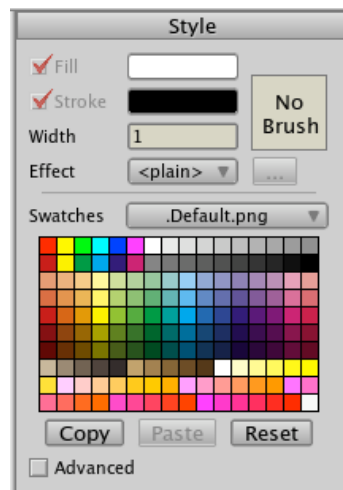 Style
Fill
Stroke
No
Brush
Width
1
Effect
<plain>
...
Swatches
.Default.png
Copy
Paste
Reset
Advanced